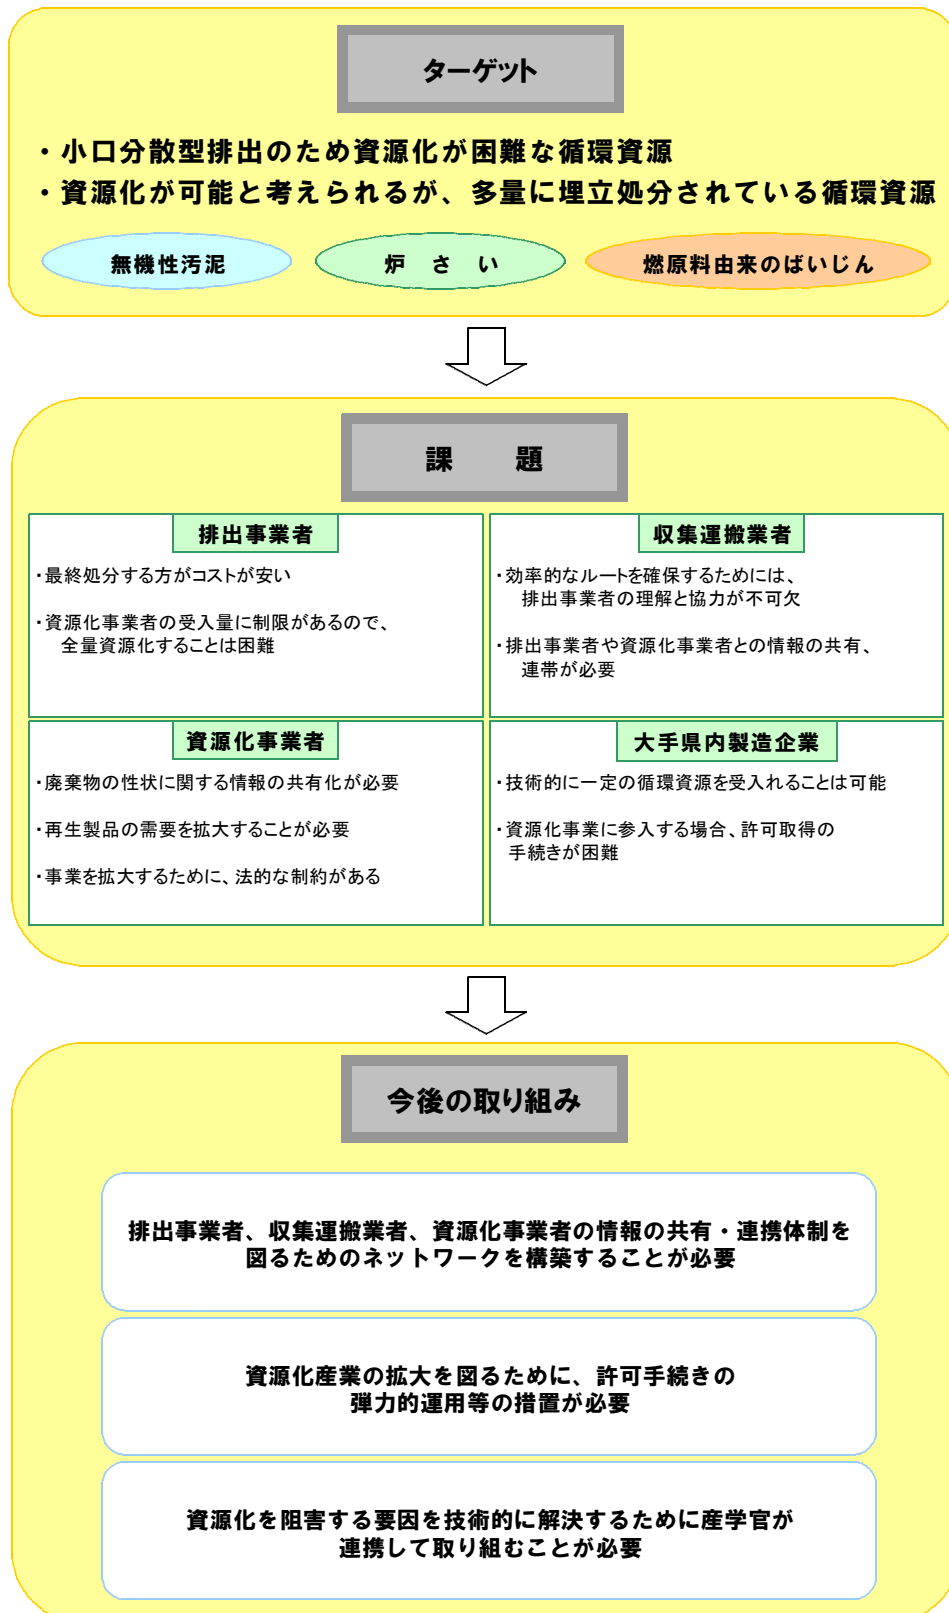 ターゲット
・小口分散型排出のため資源化が困難な循環資源
・資源化が可能と考えられるが、多量に埋立処分されている循環資源
無機性汚泥
炉 さ い
燃原料由来のばいじん
課 題
排出事業者
・最終処分する方がコストが安い
・資源化事業者の受入量に制限があるので、
全量資源化することは困難
収集運搬業者
・効率的なルートを確保するためには、
排出事業者の理解と協力が不可欠
・排出事業者や資源化事業者との情報の共有、
連帯が必要
資源化事業者
・廃棄物の性状に関する情報の共有化が必要
・再生製品の需要を拡大することが必要
・事業を拡大するために、法的な制約がある
大手県内製造企業
・技術的に一定の循環資源を受入れることは可能
・資源化事業に参入する場合、許可取得の
手続きが困難
今後の取り組み
排出事業者、収集運搬業者、資源化事業者の情報の共有・連携体制を
図るためのネットワークを構築することが必要
資源化産業の拡大を図るために、許可手続きの
弾力的運用等の措置が必要
資源化を阻害する要因を技術的に解決するために産学官が
連携して取り組むことが必要